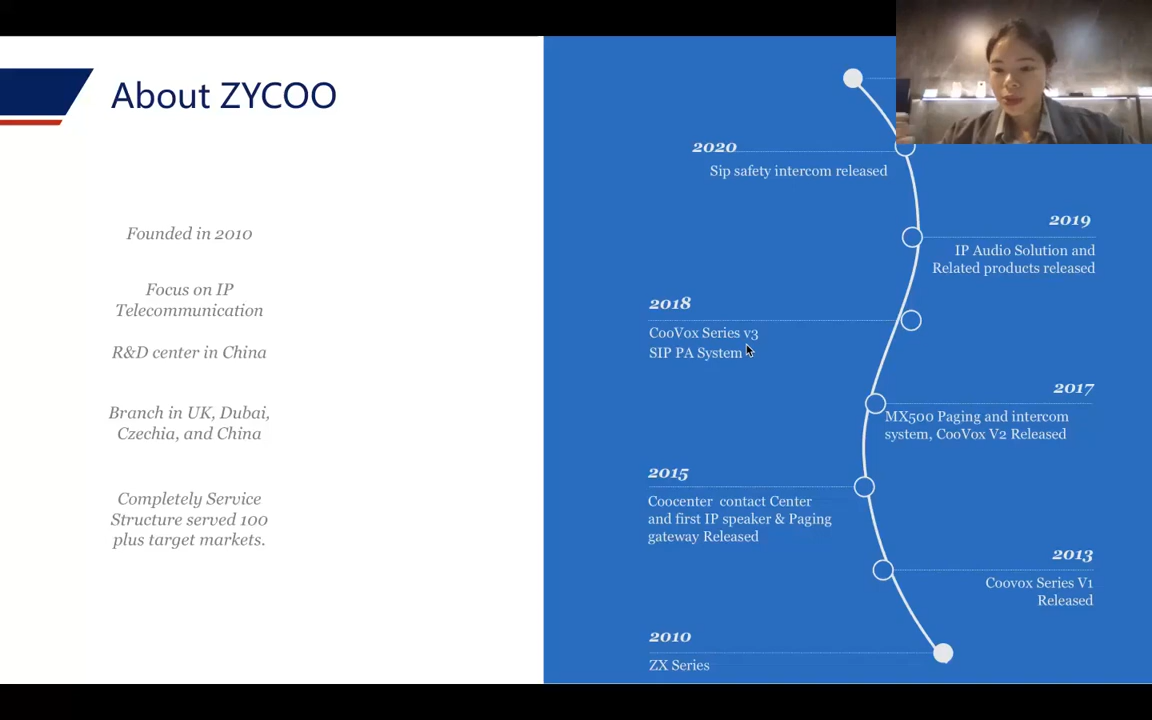 About ZYCOO
Founded in 2010
Focus on IP
Telecommunication
R&D center in China
Branch in UK, Dubai,
Czechia, and China
Completely Service
Structure served 100
plus target markets.
2020
Sip safety intercom released
2019
IP Audio Solution and
Related products released
2018
CooVox Series v3
SIP PA System
2017
MX500 Paging and intercom
system, CooVox V2 Released
2015
Coocenter contact Center
and first IP speaker & Paging
gateway Released
2013
Coovox Series V1
Released
2010
ZX Series